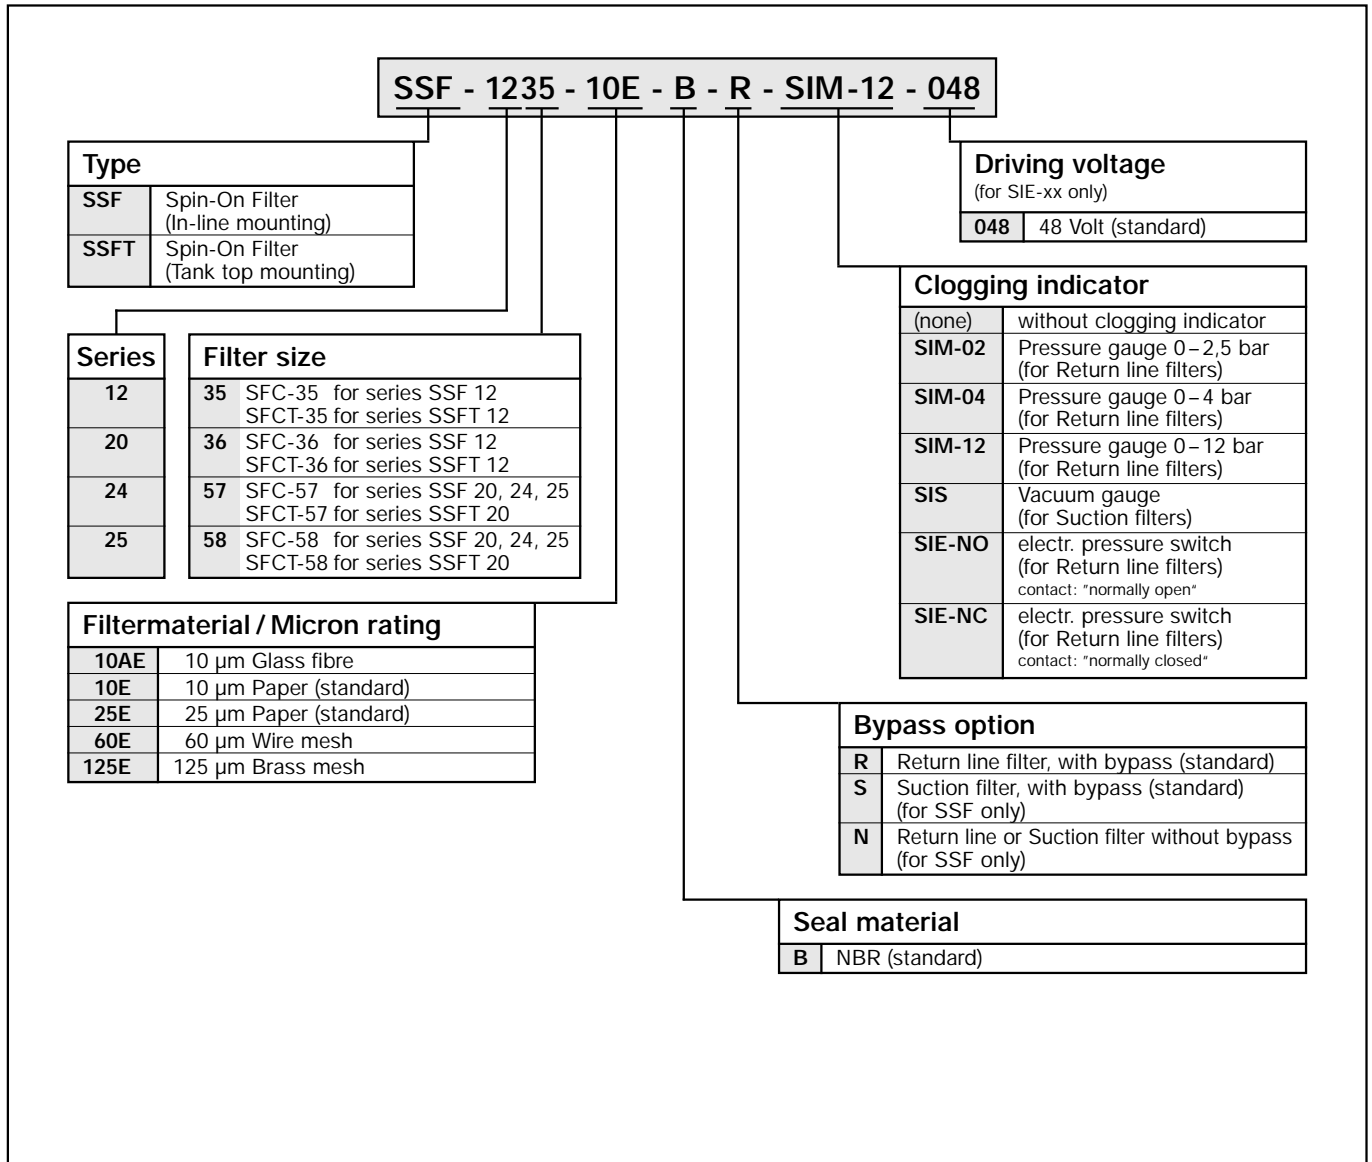 SSF - 1235 - 10E - B - R - SIM-12 - 048
Type
SSF Spin-On Filter
(In-line mounting)
SSFT Spin-On Filter
(Tank top mounting)
Driving voltage
(for SIE-xx only)
048 48 Volt (standard)
Series
12
20
24
25
Filter size
35 SFC-35 for series SSF 12
SFCT-35 for series SSFT 12
36 SFC-36 for series SSF 12
SFCT-36 for series SSFT 12
57 SFC-57 for series SSF 20, 24, 25
SFCT-57 for series SSFT 20
58 SFC-58 for series SSF 20, 24, 25
SFCT-58 for series SSFT 20
Clogging indicator
(none) without clogging indicator
SIM-02 Pressure gauge 0–2,5 bar
(for Return line filters)
SIM-04 Pressure gauge 0–4 bar
(for Return line filters)
SIM-12 Pressure gauge 0–12 bar
(for Return line filters)
SIS Vacuum gauge
(for Suction filters)
SIE-NO electr. pressure switch
(for Return line filters)
contact: "normally open"
SIE-NC electr. pressure switch
(for Return line filters)
contact: "normally closed"
Filtermaterial / Micron rating
10AE 10 µm Glass fibre
10E 10 µm Paper (standard)
25E 25 µm Paper (standard)
60E 60 µm Wire mesh
125E 125 µm Brass mesh
Bypass option
R Return line filter, with bypass (standard)
S Suction filter, with bypass (standard)
(for SSF only)
N Return line or Suction filter without bypass
(for SSF only)
Seal material
B NBR (standard)